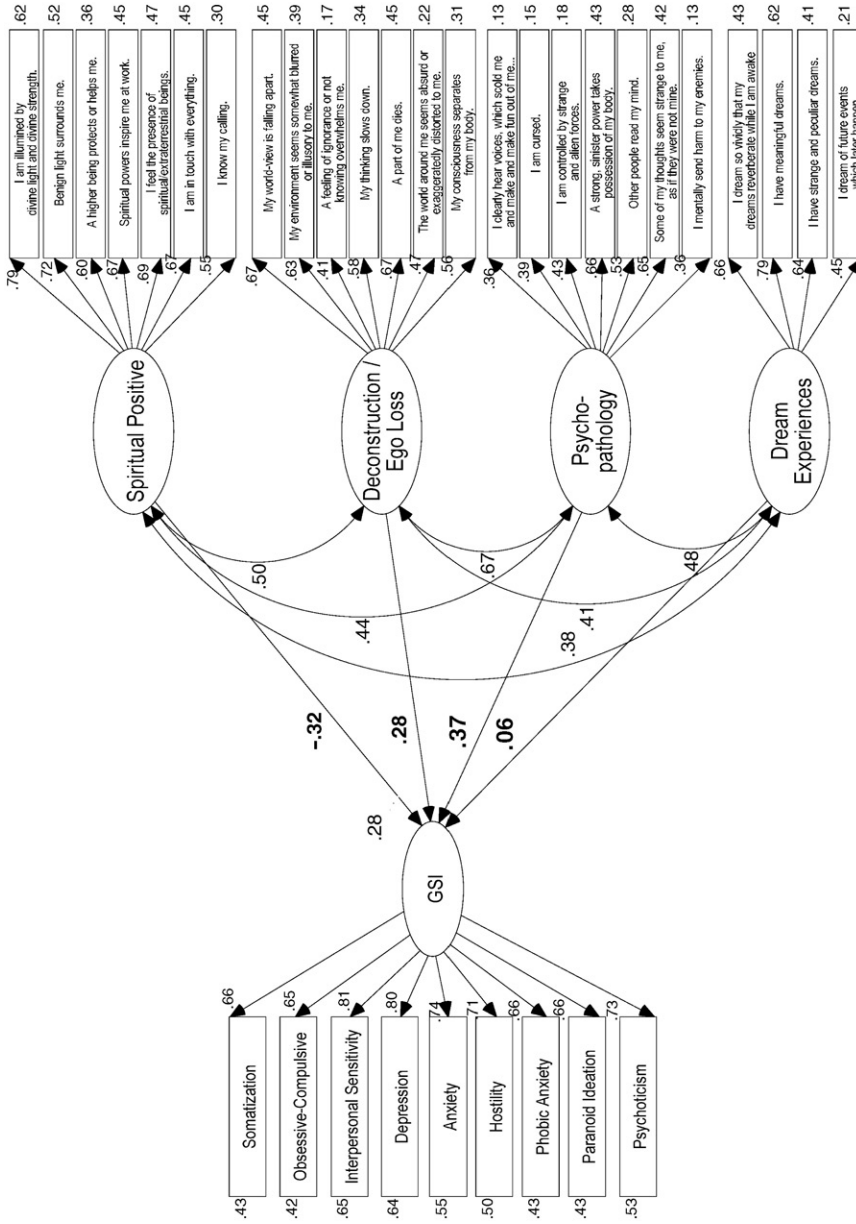 Somatization
Obsessive-Compulsive
Interpersonal Sensitivity
Depression
Anxiety
Hostility
Phobic Anxiety
Paranoid Ideation
Psychoticism
.43
.42
.65
.64
.55
.50
.43
.43
.53
.66
.65
.81
.80
.74
.71
.66
.66
.73
GSI
.28
-.32
.28
.37
.06
.50
.44
.67
.38
.41
.48
Spiritual Positive
Deconstruction /
Ego Loss
Psycho-
pathology
Dream
Experiences
.79
.72
.60
.67
.69
.67
.55
I am illumined by
divine light and divine strength.
.62
Benign light surrounds me.
.52
A higher being protects or helps me.
.36
Spiritual powers inspire me at work.
.45
I feel the presence of
spiritual/extraterrestrial beings.
.47
I am in touch with everything.
.45
I know my calling.
.30
.67
.63
.41
.58
.67
.47
.56
My world-view is falling apart.
.45
My environment seems somewhat blurred
or illusory to me.
.39
A feeling of ignorance or not
knowing overwhelms me.
.17
My thinking slows down.
.34
A part of me dies.
.45
The world around me seems absurd or
exaggeratedly distorted to me.
.22
My consciousness separates
from my body.
.31
.36
.39
.43
.66
.53
.65
.36
I clearly hear voices, which scold me
and make and make fun out of me...
.13
I am cursed.
.15
I am controlled by strange
and alien forces.
.18
A strong, sinister power takes
possession of my body.
.43
Other people read my mind.
.28
Some of my thoughts seem strange to me,
as if they were not mine.
.42
I mentally send harm to my enemies.
.13
.66
.79
.64
.45
I dream so vividly that my
dreams reverberate while I am awake
.43
I have meaningful dreams.
.62
I have strange and peculiar dreams.
.41
I dream of future events
which later happen.
.21